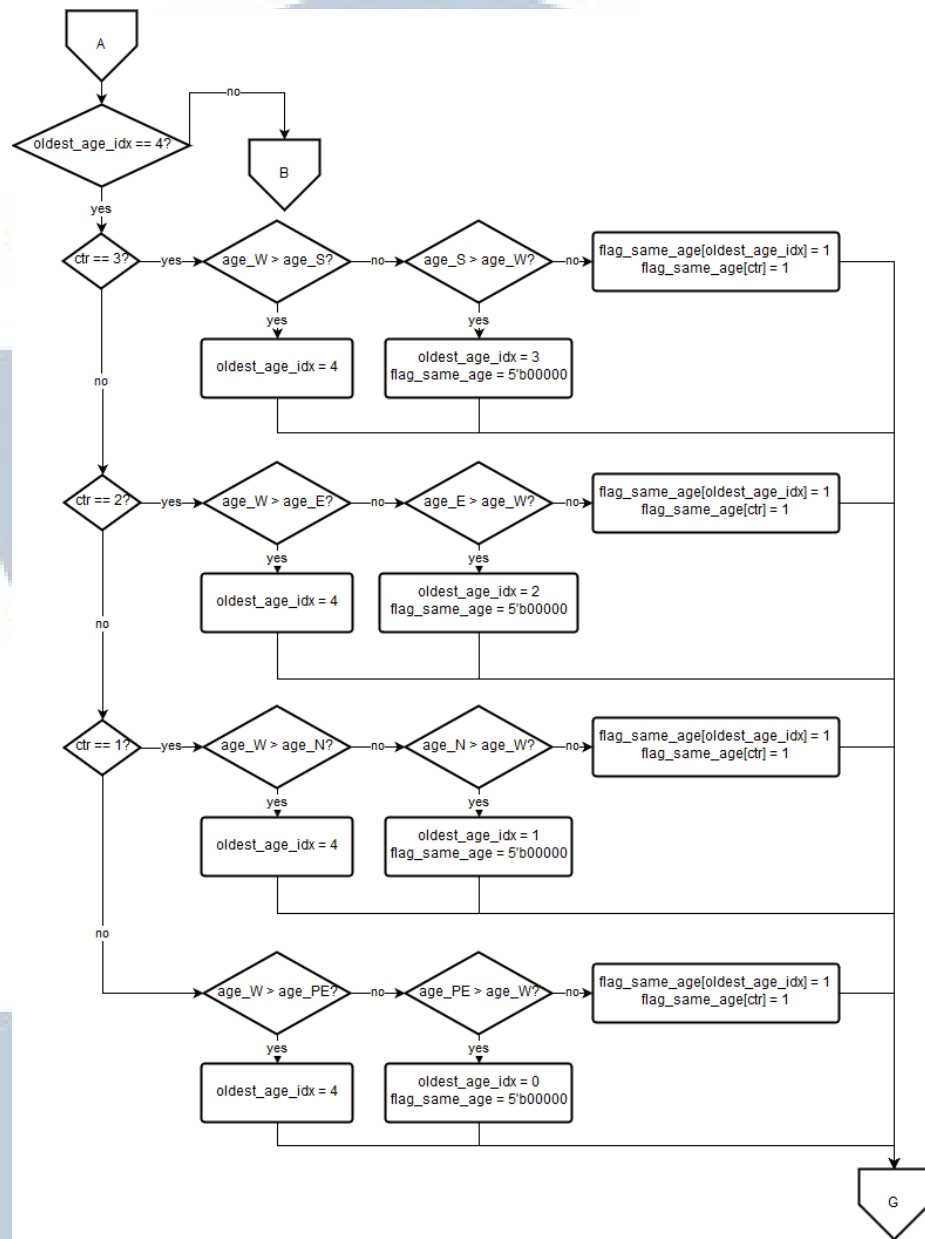 A
no
oldest_age_idx == 4?
B
yes
ctr == 3?
yes
age_W > age_S?
no
age_S > age_W?
no
flag_same_age[oldest_age_idx] = 1
flag_same_age[ctr] = 1
yes
yes
oldest_age_idx = 4
oldest_age_idx = 3
flag_same_age = 5'b00000
no
ctr == 2?
yes
age_W > age_E?
no
age_E > age_W?
no
flag_same_age[oldest_age_idx] = 1
flag_same_age[ctr] = 1
yes
yes
oldest_age_idx = 4
oldest_age_idx = 2
flag_same_age = 5'b00000
no
ctr == 1?
yes
age_W > age_N?
no
age_N > age_W?
no
flag_same_age[oldest_age_idx] = 1
flag_same_age[ctr] = 1
yes
yes
oldest_age_idx = 4
oldest_age_idx = 1
flag_same_age = 5'b00000
no
age_W > age_PE?
no
age_PE > age_W?
no
flag_same_age[oldest_age_idx] = 1
flag_same_age[ctr] = 1
yes
yes
oldest_age_idx = 4
oldest_age_idx = 0
flag_same_age = 5'b00000
G